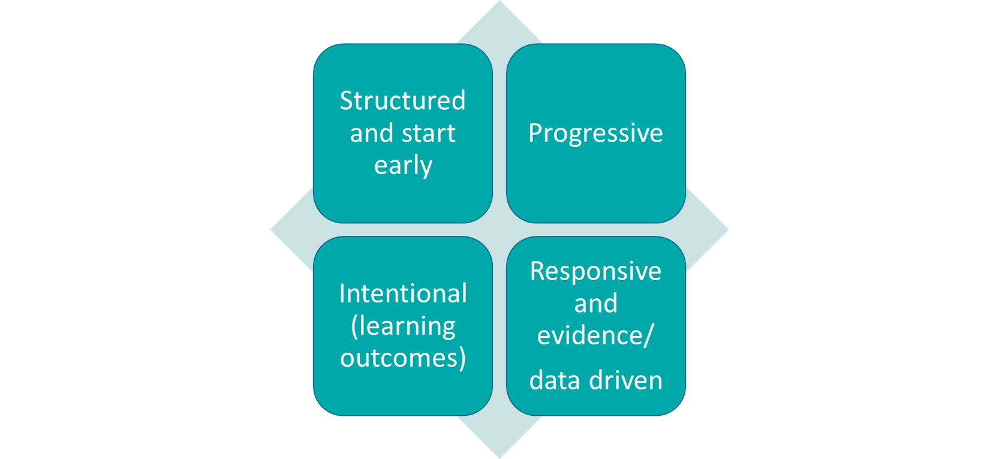 Structured
and start
early
Progressive
Intentional
(learning
outcomes)
Responsive
and
evidence/
data driven